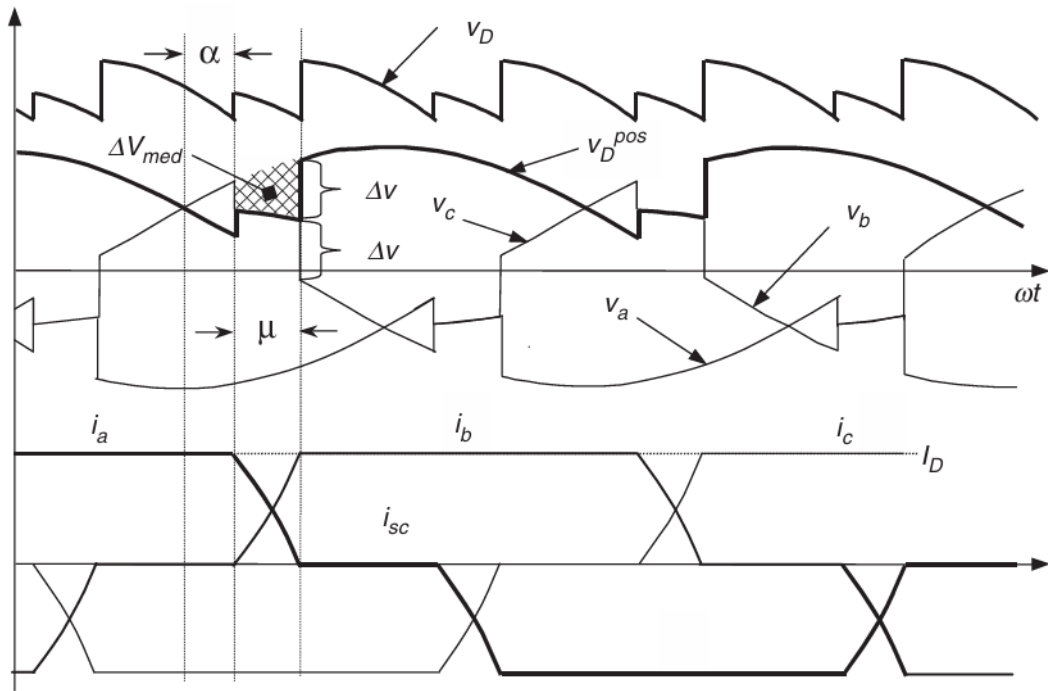 α
v_D
ΔV_med
v_D^pos
Δv
v_c
v_b
Δv
ωt
μ
v_a
i_a
i_b
i_c
I_D
i_sc